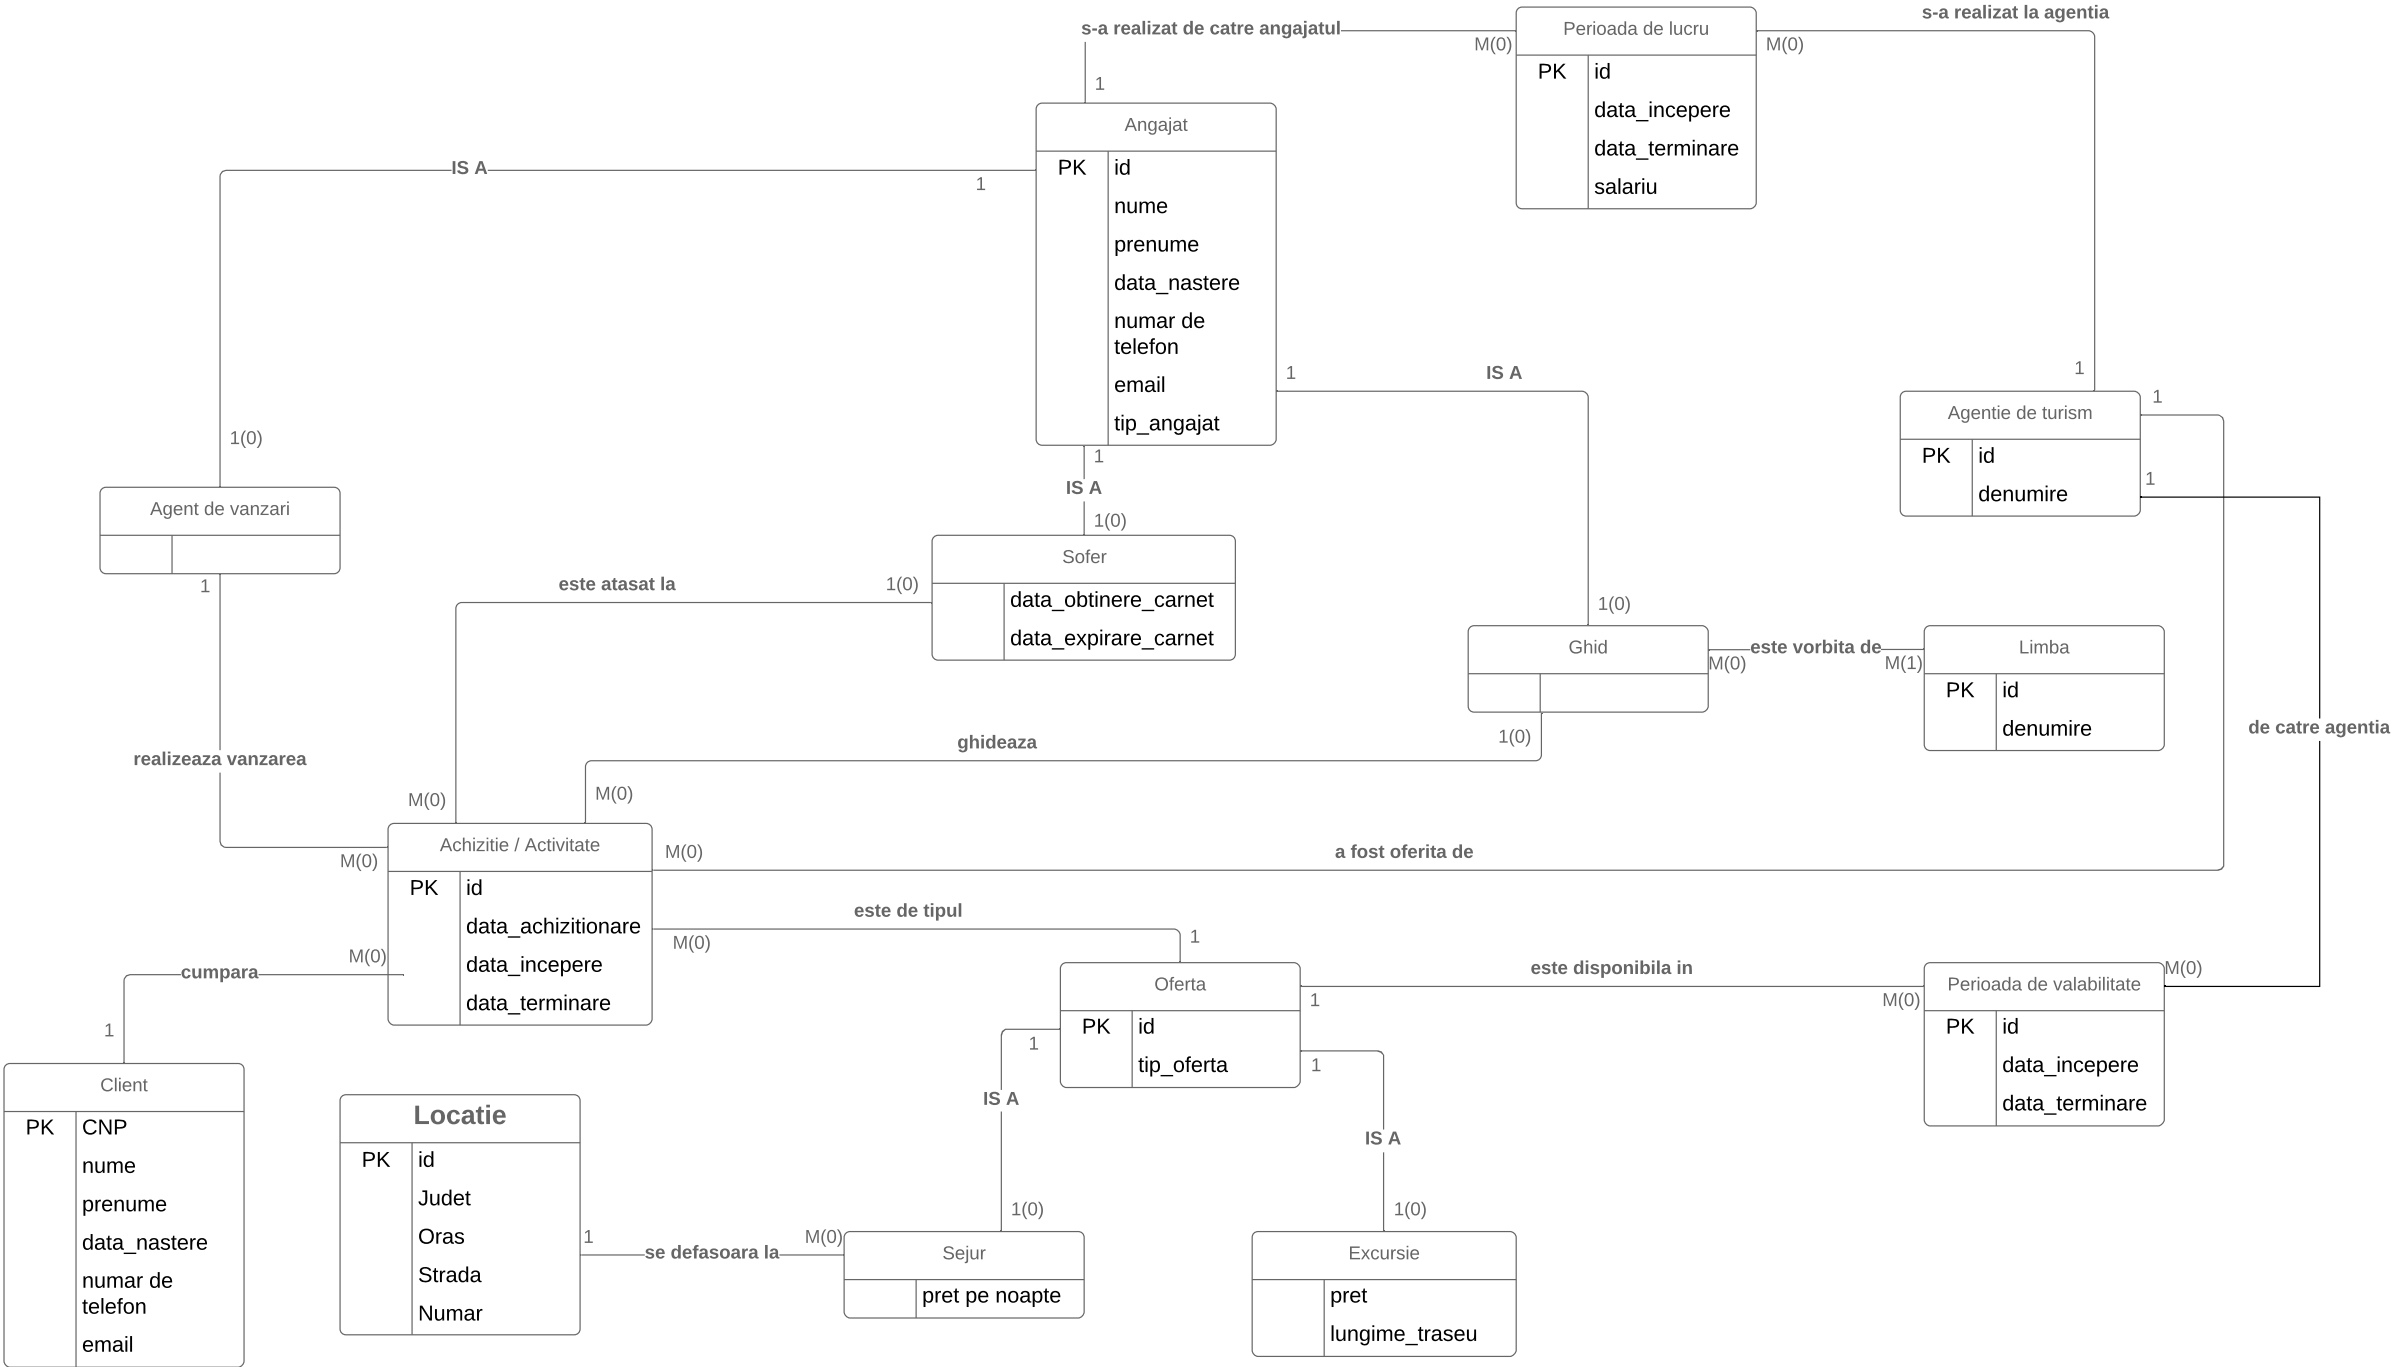 s-a realizat la agentia
s-a realizat de catre angajatul
M(0)
Perioada de lucru
M(0)
PK id
data_incepere
data_terminare
salariu
1
Angajat
PK id
nume
prenume
data_nastere
numar de
telefon
email
tip_angajat
IS A
1
1(0)
1
IS A
1
1
Agentie de turism
PK id
denumire
1
1
IS A
1(0)
Agent de vanzari
1
Sofer
data_obtinere_carnet
data_expirare_carnet
este atasat la
1(0)
1(0)
Ghid
M(0)
este vorbita de
M(1)
Limba
PK id
denumire
de catre agentia
ghideaza
1(0)
realizeaza vanzarea
M(0)
M(0)
M(0)
Achizitie / Activitate
PK id
data_achizitionare
data_incepere
data_terminare
M(0)
a fost oferita de
este de tipul
M(0)
1
cumpara
M(0)
1
Oferta
PK id
tip_oferta
este disponibila in
1
M(0)
Perioada de valabilitate
M(0)
PK id
data_incepere
data_terminare
1
IS A
1(0)
1
IS A
1(0)
Client
PK CNP
nume
prenume
data_nastere
numar de
telefon
email
Locatie
PK id
Judet
Oras
Strada
Numar
1
se defasoara la
M(0)
Sejur
pret pe noapte
Excursie
pret
lungime_traseu